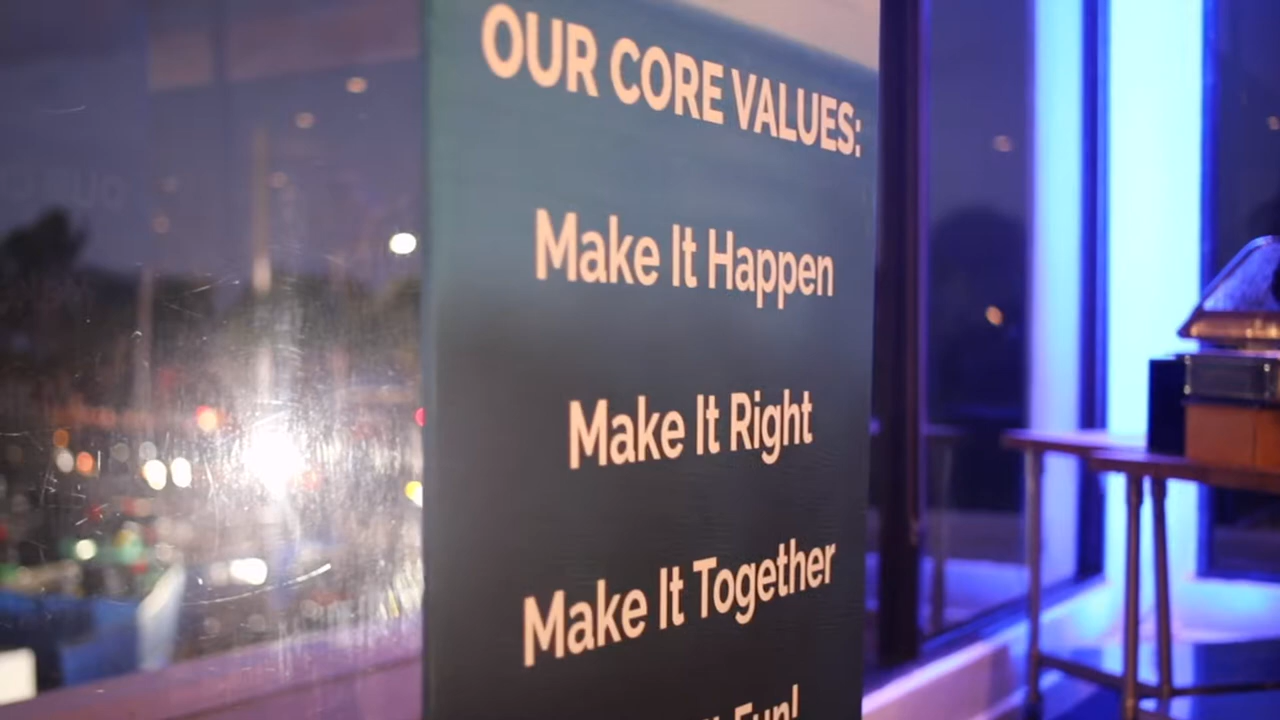 OUR CORE VALUES:
Make It Happen
Make It Right
Make It Together
Fun!